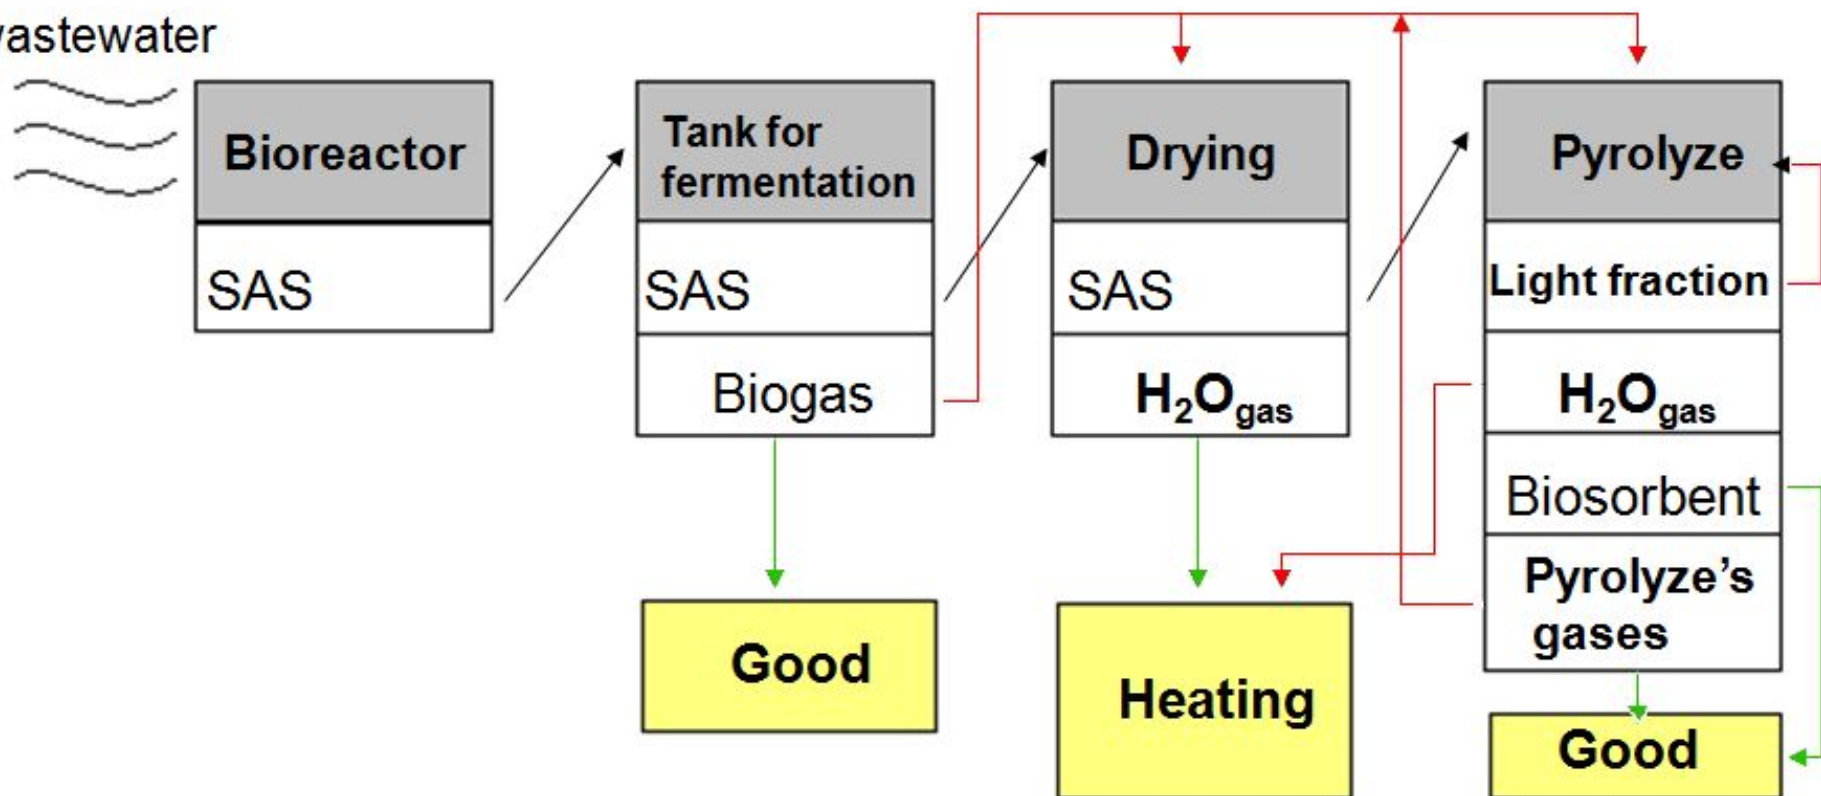 wastewater
Bioreactor
SAS
Tank for
fermentation
SAS
Biogas
Good
Drying
SAS
H₂Ogas
Heating
Pyrolyze
Light fraction
H₂Ogas
Biosorbent
Pyrolyze's
gases
Good